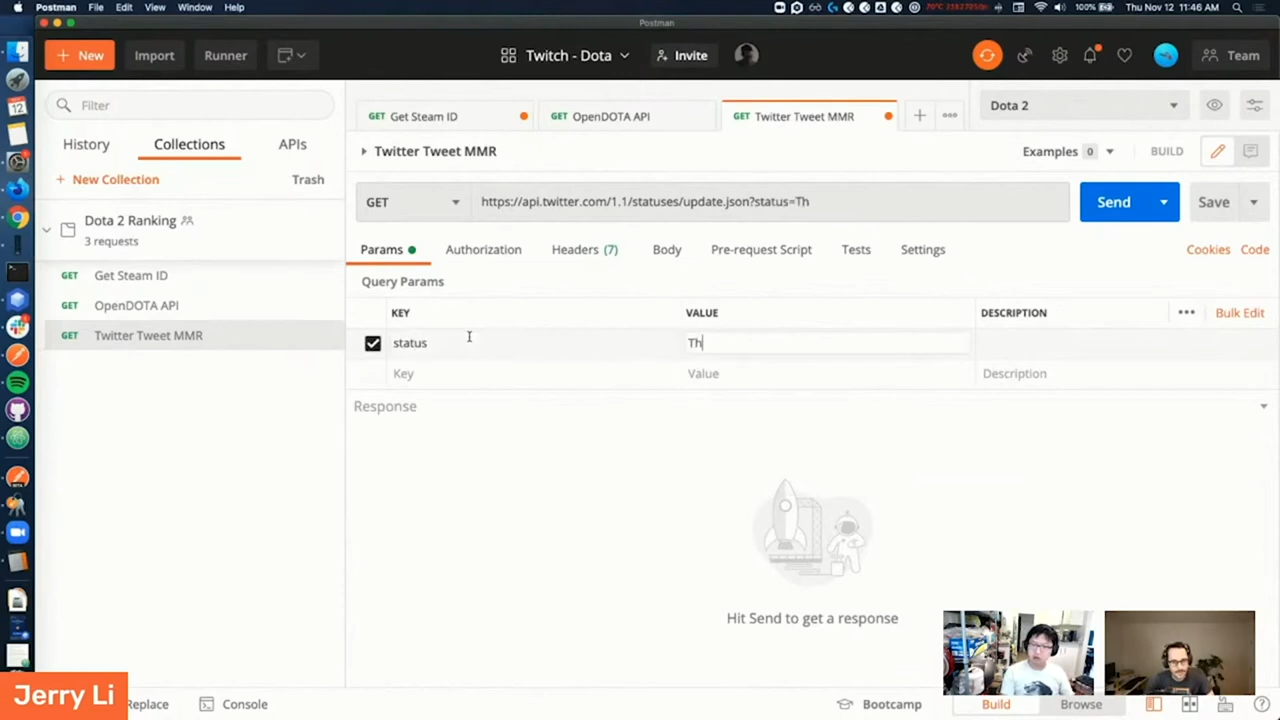 Postman File Edit View Window Help 100% Thu Nov 12 11:46 AM
Postman
+ New Import Runner Twitch - Dota Invite Team
Filter
GET Get Steam ID GET OpenDOTA API GET Twitter Tweet MMR Dota 2
History Collections APIs
Twitter Tweet MMR Examples 0 BUILD
+ New Collection Trash
GET https://api.twitter.com/1.1/statuses/update.json?status=Th Send Save
Dota 2 Ranking
3 requests
Params Authorization Headers (7) Body Pre-request Script Tests Settings Cookies Code
GET Get Steam ID
Query Params
GET OpenDOTA API
KEY VALUE DESCRIPTION Bulk Edit
GET Twitter Tweet MMR
status Th
Key Value Description
Response
Hit Send to get a response
Jerry Li
Replace Console Bootcamp Build Browse